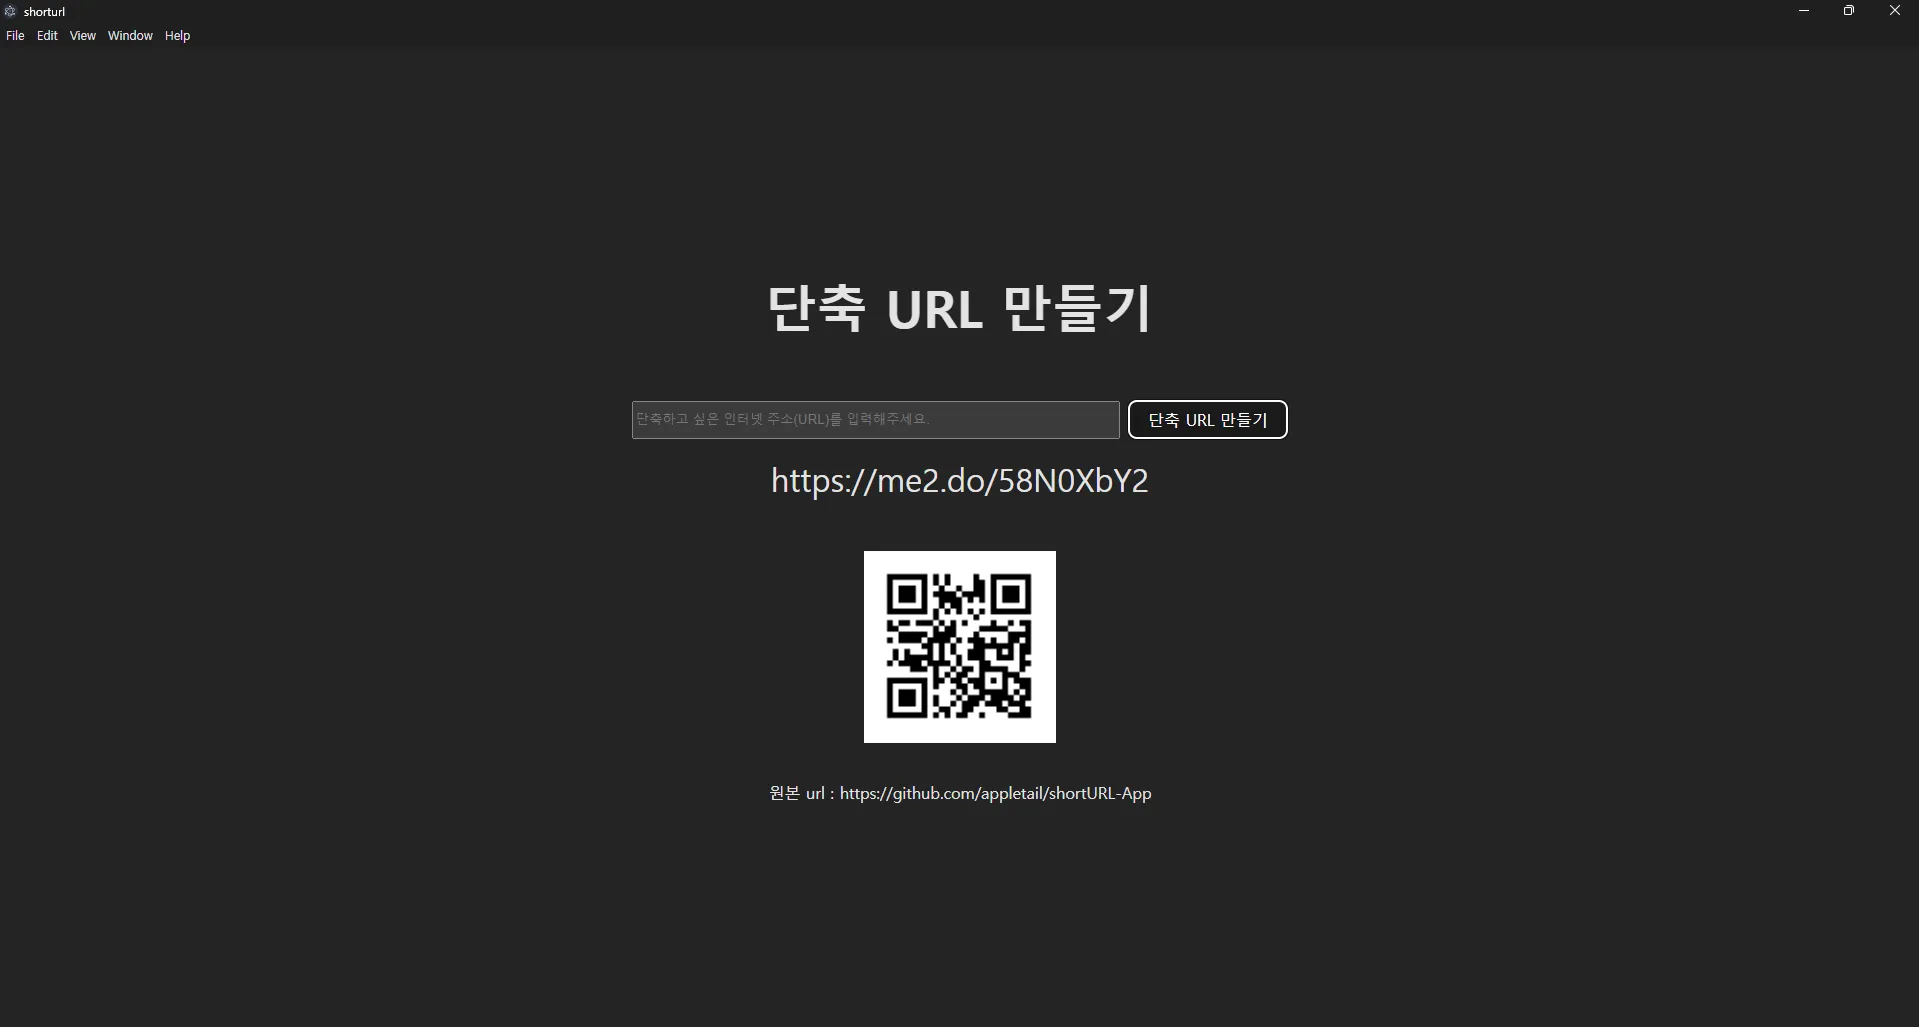 shorturl
File Edit View Window Help
단축 URL 만들기
단축하고 싶은 인터넷 주소(URL)를 입력해주세요.
단축 URL 만들기
https://me2.do/58N0XbY2
원본 url : https://github.com/appletail/shortURL-App